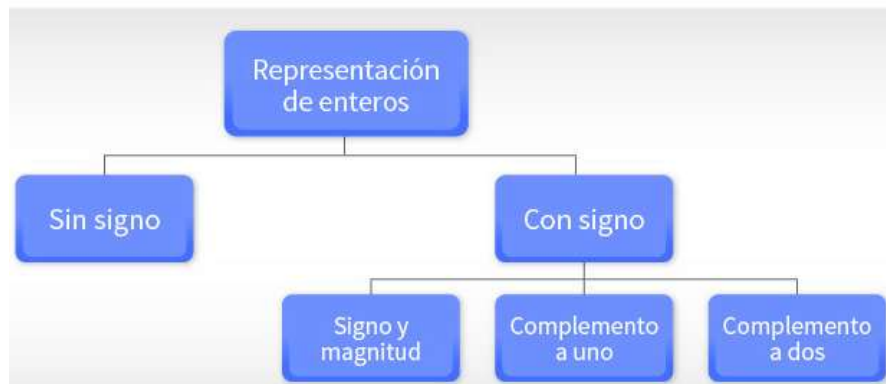 Representación
de enteros
Sin signo
Con signo
Signo y
magnitud
Complemento
a uno
Complemento
a dos